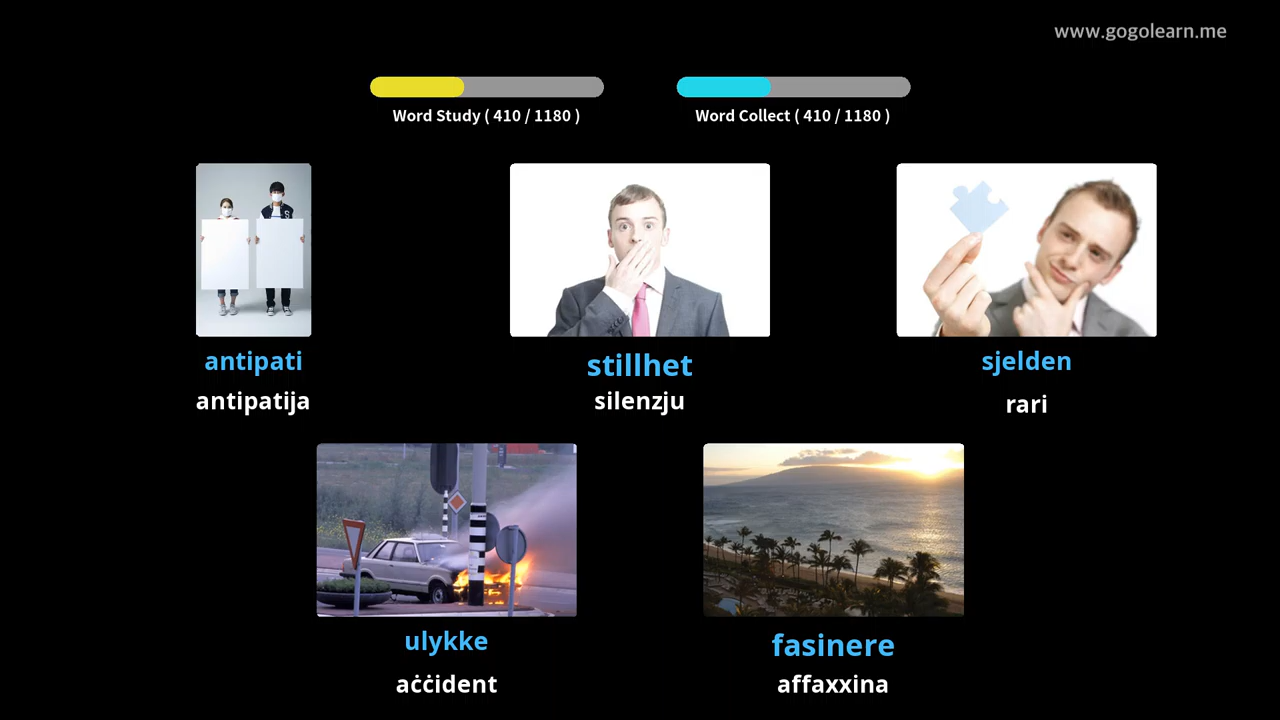 www.gogolearn.me
Word Study ( 410 / 1180 )
Word Collect ( 410 / 1180 )
antipati
antipatija
stillhet
silenzju
sjelden
rari
ulykke
aċċident
fasinere
affaxxina